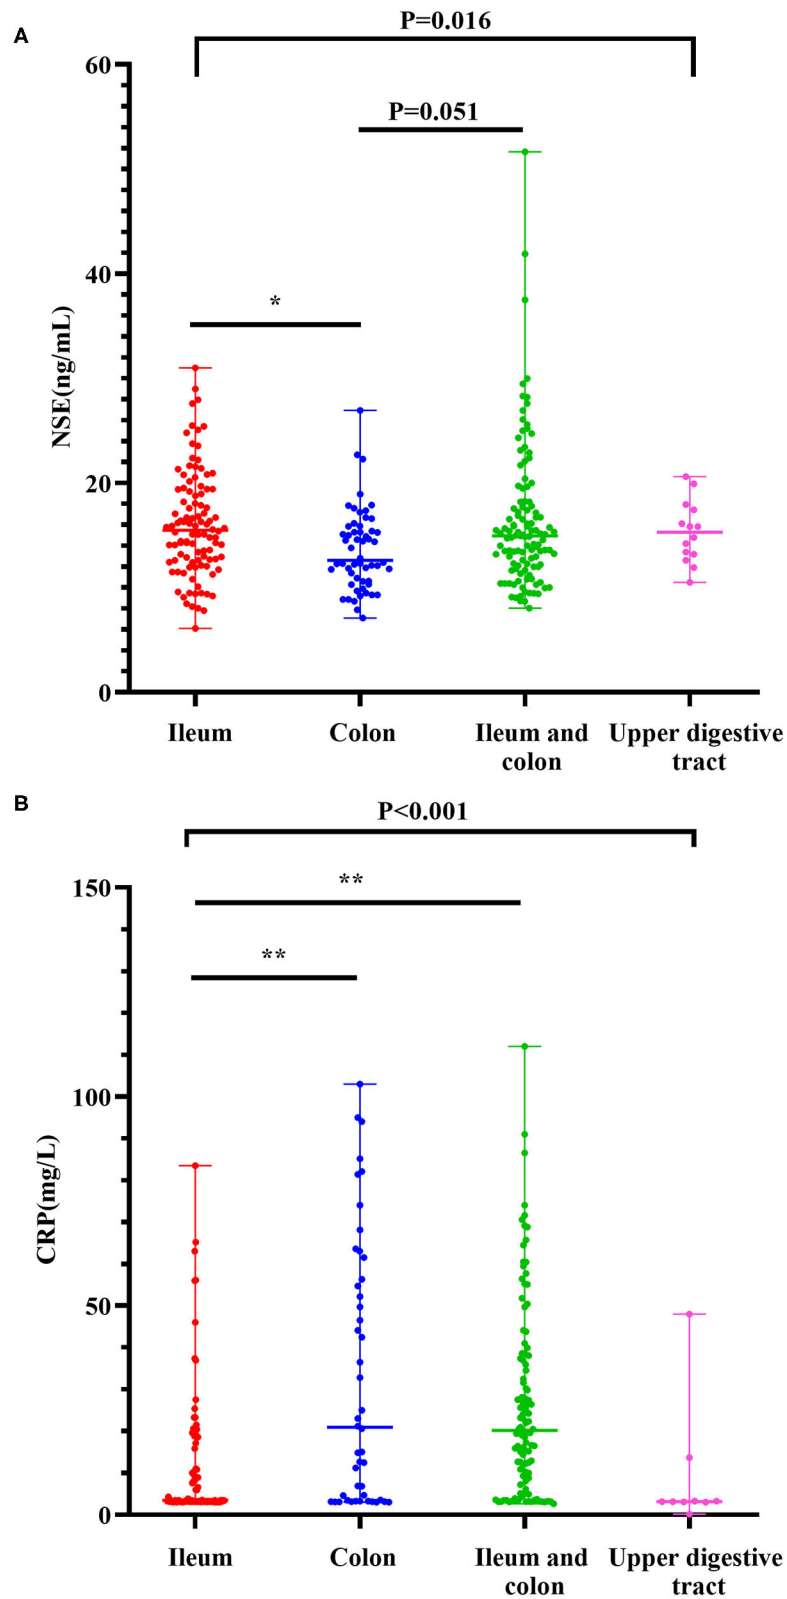 A
P=0.016
60
P=0.051
40
*
NSE(ng/mL)
20
0
Ileum Colon Ileum and Upper digestive
colon tract
B
P<0.001
150
**
**
100
CRP(mg/L)
50
0
Ileum Colon Ileum and Upper digestive
colon tract